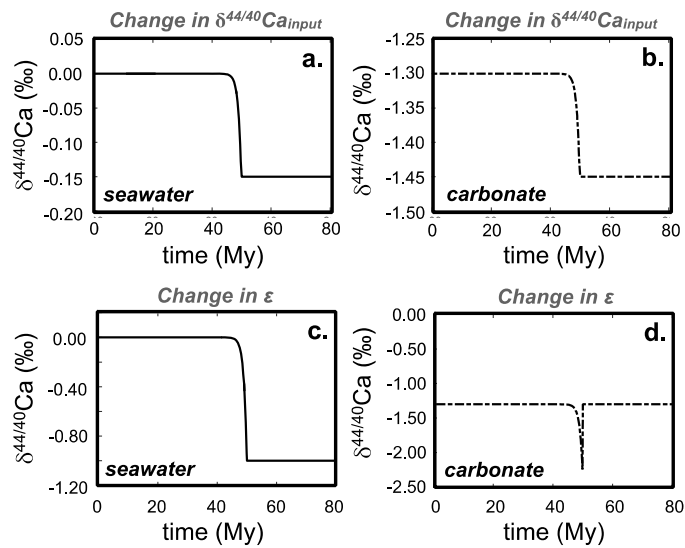 Change in δ44/40Cainput
Change in δ44/40Cainput
a.
0.05
0.00
-0.05
-0.10
-0.15
-0.20
δ44/40Ca (‰)
seawater
0
20
40
60
80
time (My)
b.
-1.25
-1.30
-1.35
-1.40
-1.45
-1.50
δ44/40Ca (‰)
carbonate
0
20
40
60
80
time (My)
Change in ε
Change in ε
c.
0.00
-0.40
-0.80
-1.20
δ44/40Ca (‰)
seawater
0
20
40
60
80
time (My)
d.
0.00
-0.50
-1.00
-1.50
-2.00
-2.50
δ44/40Ca (‰)
carbonate
0
20
40
60
80
time (My)